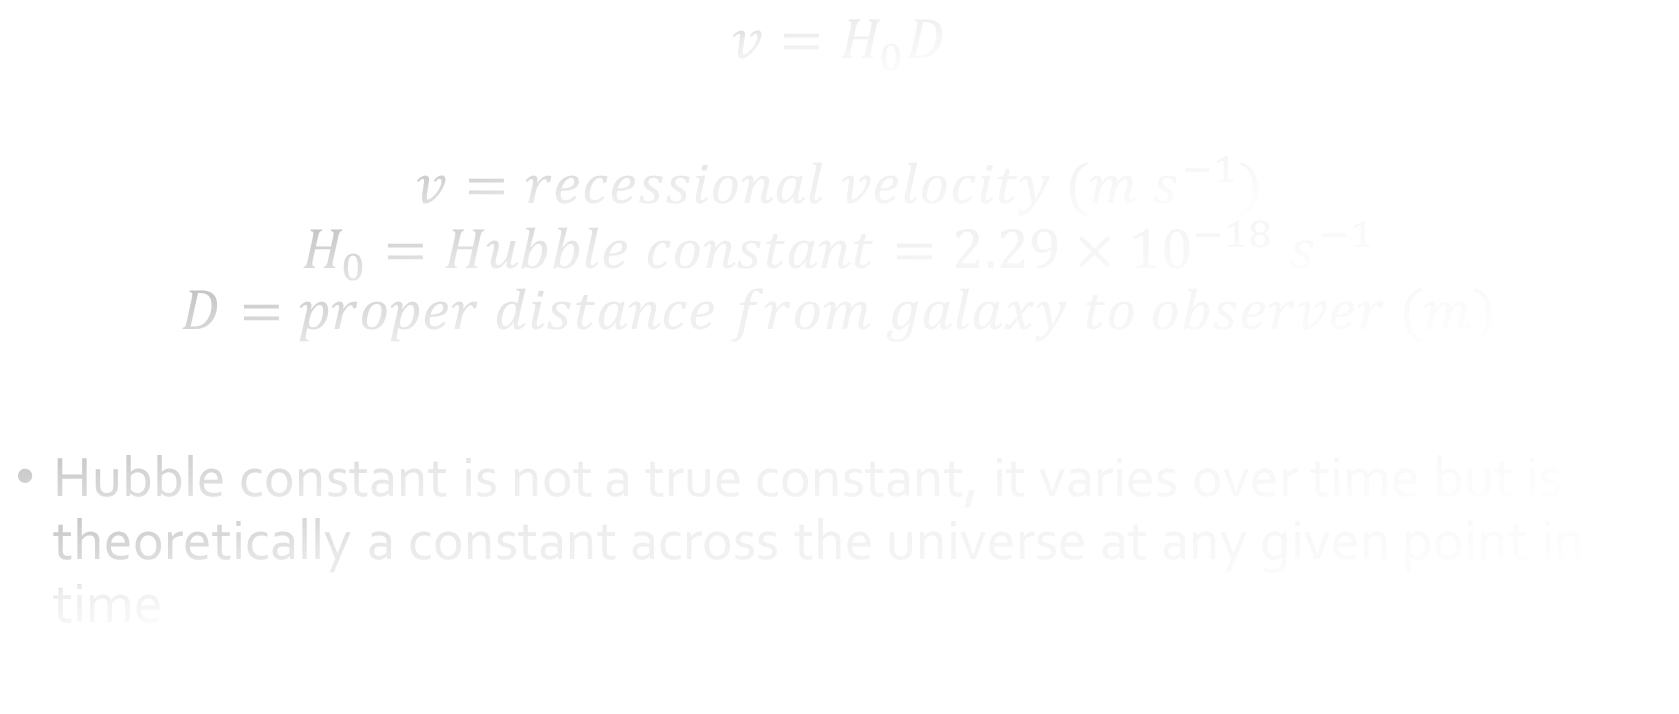 v = H₀D
v = recessional velocity (m s⁻¹)
H₀ = Hubble constant = 2.29 × 10⁻¹⁸ s⁻¹
D = proper distance from galaxy to observer (m)
• Hubble constant is not a true constant, it varies over time but is
theoretically a constant across the universe at any given point in
time